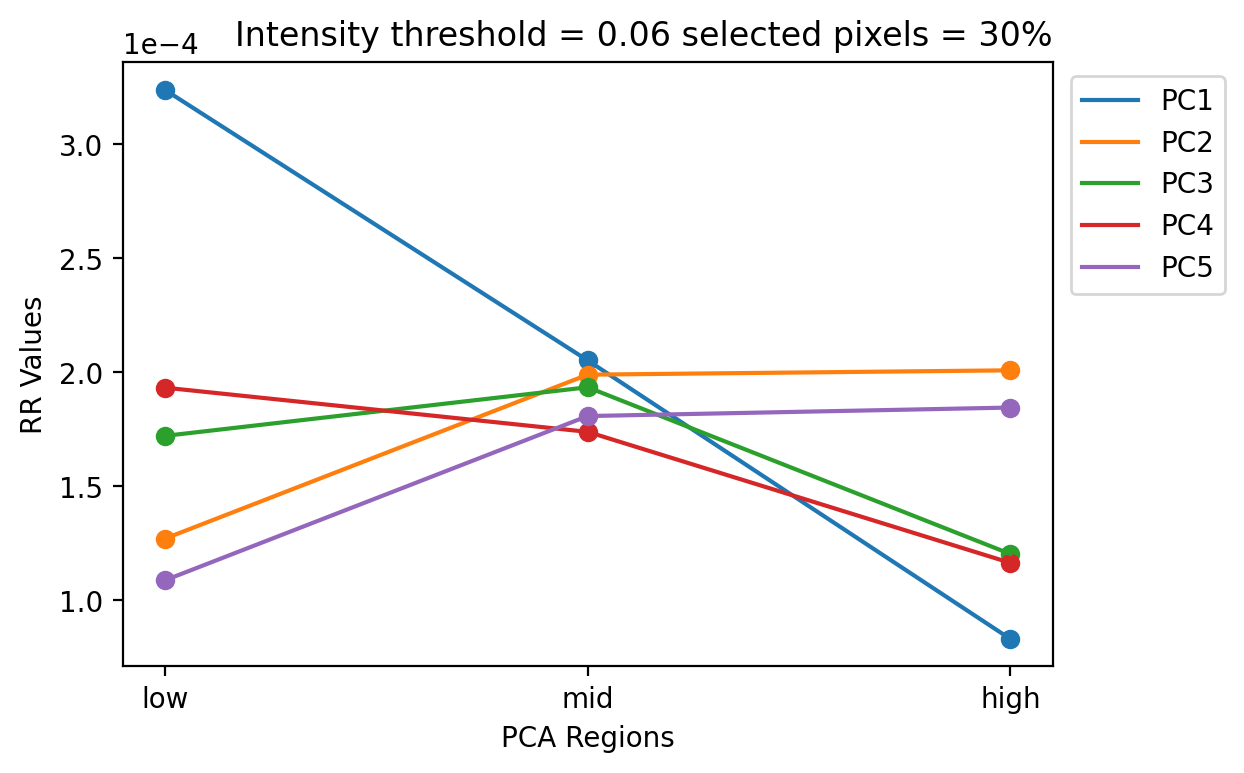 1e−4
Intensity threshold = 0.06 selected pixels = 30%
3.0
2.5
2.0
1.5
1.0
RR Values
low
mid
high
PCA Regions
PC1
PC2
PC3
PC4
PC5